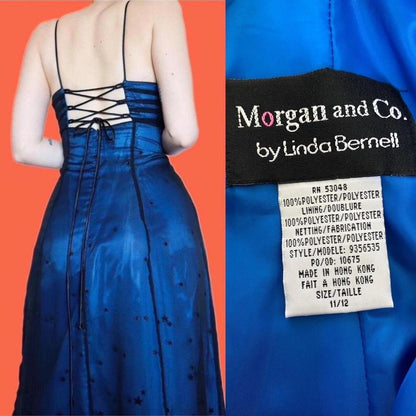 Morgan and Co.
by Linda Bernell
RN 53048
100%POLYESTER/POLYESTER
LINING/DOUBLURE
100%POLYESTER/POLYESTER
NETTING/FABRICATION
100%POLYESTER/POLYESTER
STYLE/MODELE: 9356535
PO/OD: 10675
MADE IN HONG KONG
FAIT A HONG KONG
SIZE/TAILLE
11/12